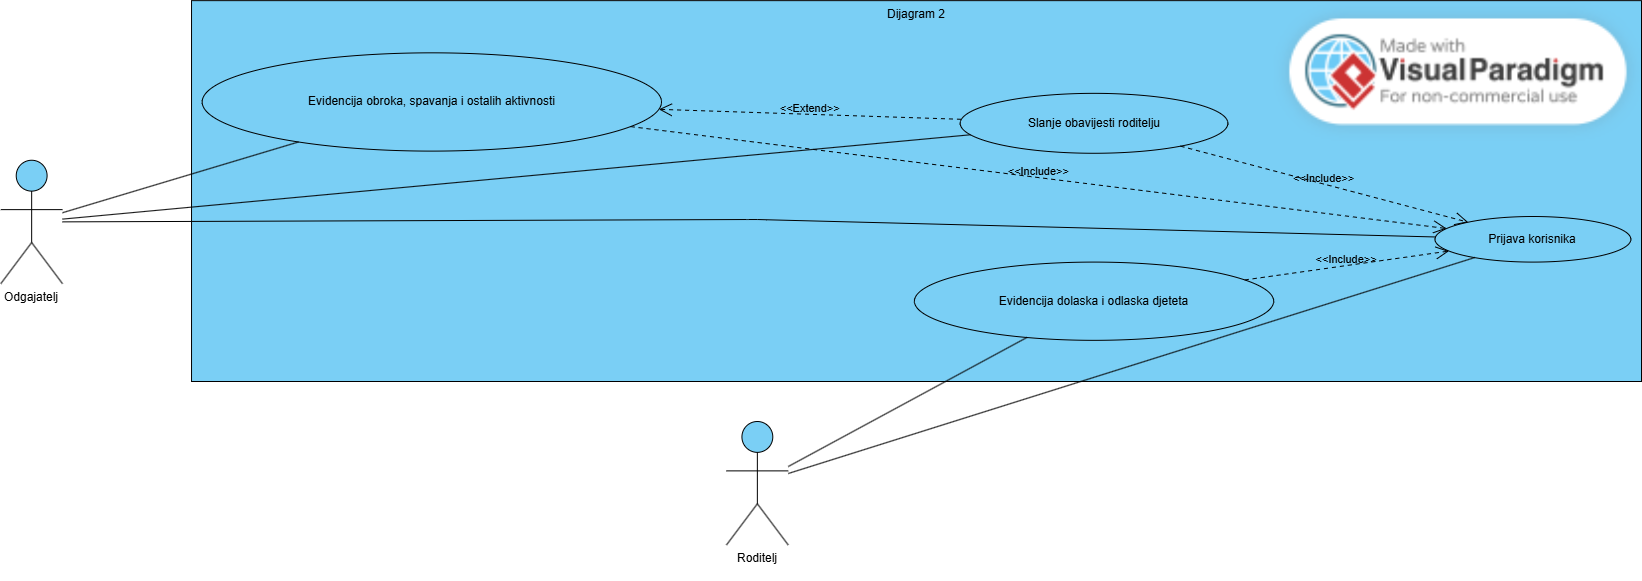 Dijagram 2
Made with
Visual Paradigm
For non-commercial use
Evidencija obroka, spavanja i ostalih aktivnosti
<<Extend>>
Slanje obavijesti roditelju
<<Include>>
<<Include>>
Prijava korisnika
<<Include>>
Evidencija dolaska i odlaska djeteta
Odgajatelj
Roditelj